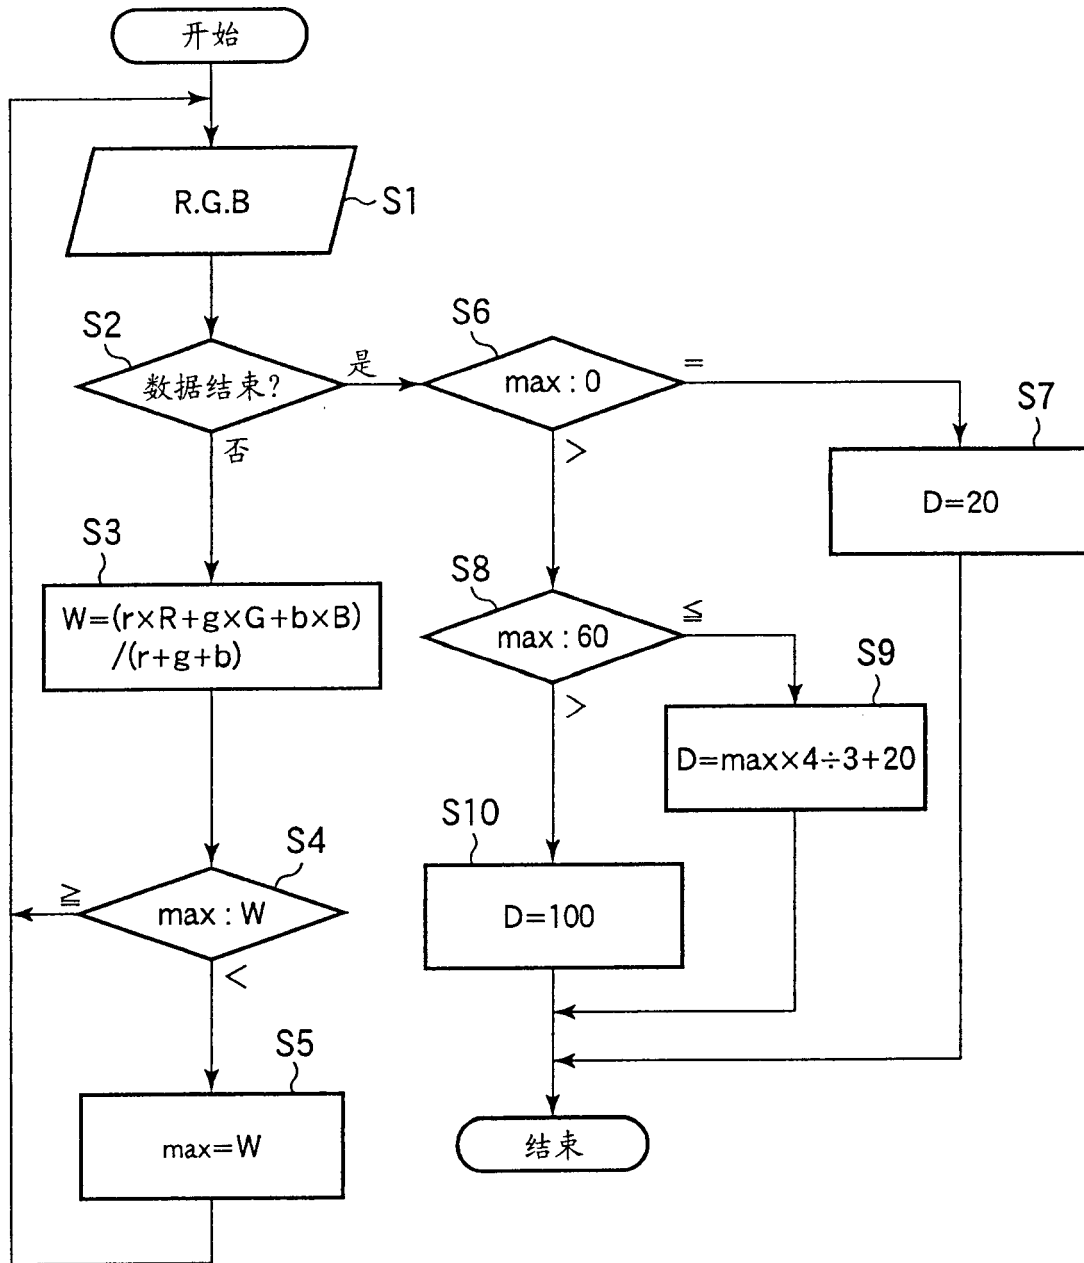 开始
R.G.B
S1
S2
数据结束?
是
否
S6
max : 0
=
>
S7
D=20
S3
W=(r×R+g×G+b×B)
/(r+g+b)
S8
max : 60
≦
>
S9
D=max×4÷3+20
S10
D=100
S4
max : W
≧
<
S5
max=W
结束